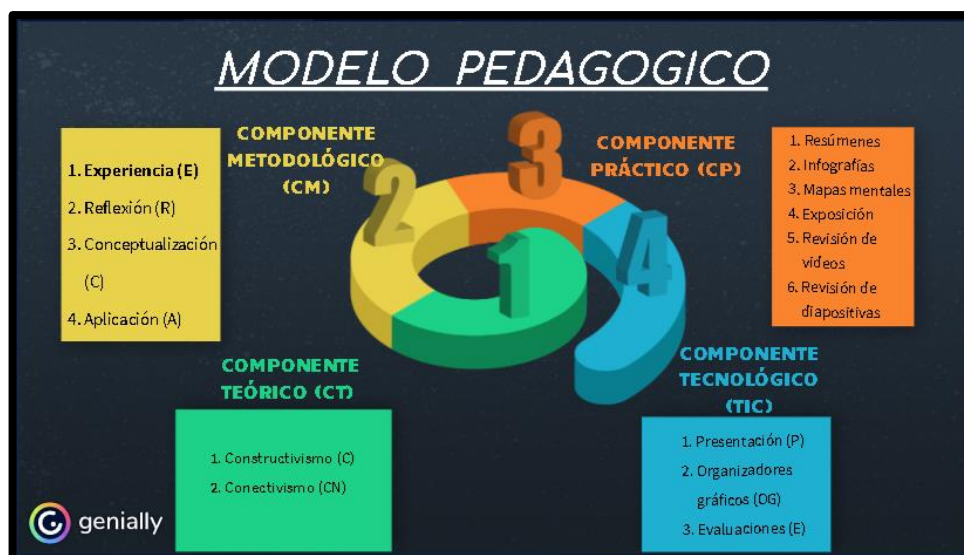 MODELO PEDAGOGICO
COMPONENTE
METODOLÓGICO
(CM)
1. Experiencia (E)
2. Reflexión (R)
3. Conceptualización
(C)
4. Aplicación (A)
2
3
COMPONENTE
PRÁCTICO (CP)
1. Resúmenes
2. Infografías
3. Mapas mentales
4. Exposición
5. Revisión de
videos
6. Revisión de
diapositivas
1
4
COMPONENTE
TEÓRICO (CT)
1. Constructivismo (C)
2. Conectivismo (CN)
COMPONENTE
TECNOLÓGICO
(TIC)
1. Presentación (P)
2. Organizadores
gráficos (OG)
3. Evaluaciones (E)
genially